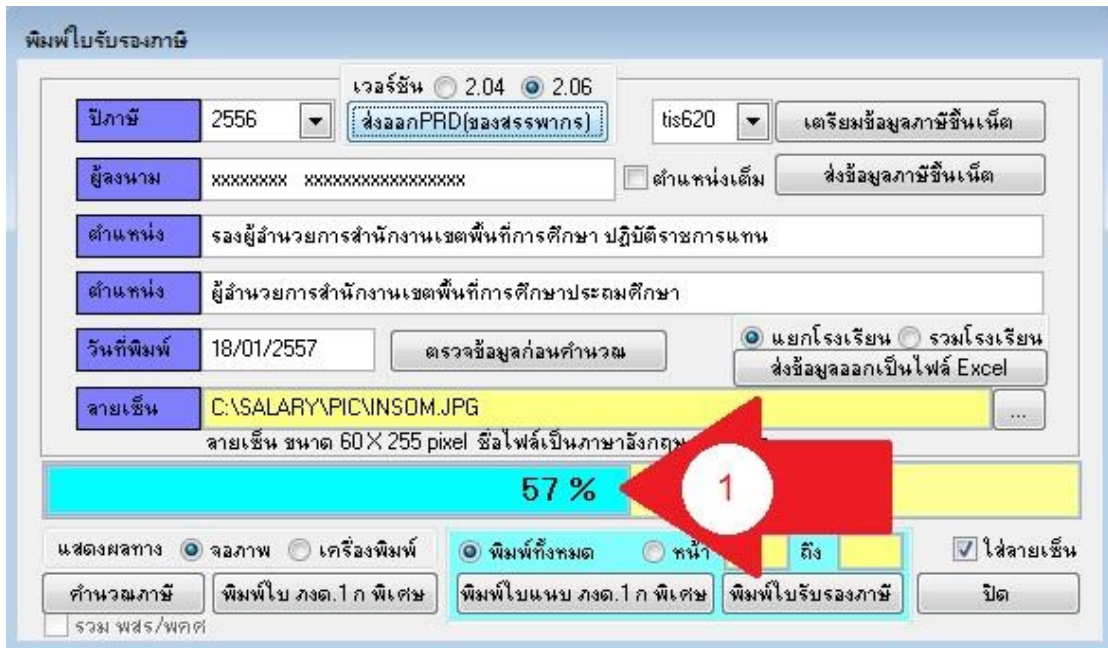 พิมพ์ใบรับรองภาษี
เวอร์ชัน 2.04 2.06
ปีภาษี 2556 ส่งออกPRD(ของสรรพากร) tis620 เตรียมข้อมูลภาษีขึ้นเน็ต
ผู้ลงนาม xxxxxxxx xxxxxxxxxxxxxxxxx ตำแหน่งเต็ม ส่งข้อมูลภาษีขึ้นเน็ต
ตำแหน่ง รองผู้อำนวยการสำนักงานเขตพื้นที่การศึกษา ปฏิบัติราชการแทน
ตำแหน่ง ผู้อำนวยการสำนักงานเขตพื้นที่การศึกษาประถมศึกษา
แยกโรงเรียน รวมโรงเรียน
วันที่พิมพ์ 18/01/2557 ตรวจข้อมูลก่อนคำนวณ
ส่งข้อมูลออกเป็นไฟล์ Excel
ลายเซ็น C:\SALARY\PIC\INSOM.JPG ...
ลายเซ็น ขนาด 60X 255 pixel ชื่อไฟล์เป็นภาษาอังกฤษ
57 % 1
แสดงผลทาง จอภาพ เครื่องพิมพ์ พิมพ์ทั้งหมด หน้า ถึง ใส่ลายเซ็น
คำนวณภาษี พิมพ์ใบ ภงด.1 ก พิเศษ พิมพ์ใบแนบ ภงด.1 ก พิเศษ พิมพ์ใบรับรองภาษี ปิด
รวม พสร/พตศ